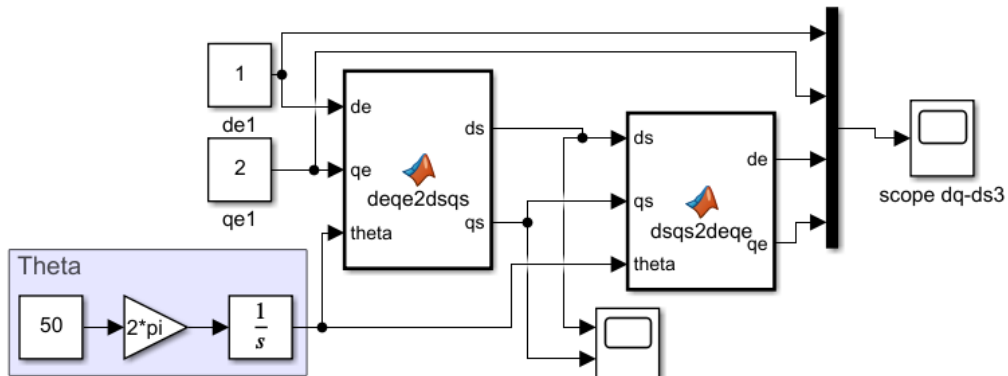 1
de1
2
qe1
de
qe
theta
ds
qs
deqe2dsqs
ds
qs
theta
de
qe
dsqs2deqe
scope dq-ds3
Theta
50
2*pi
1
s